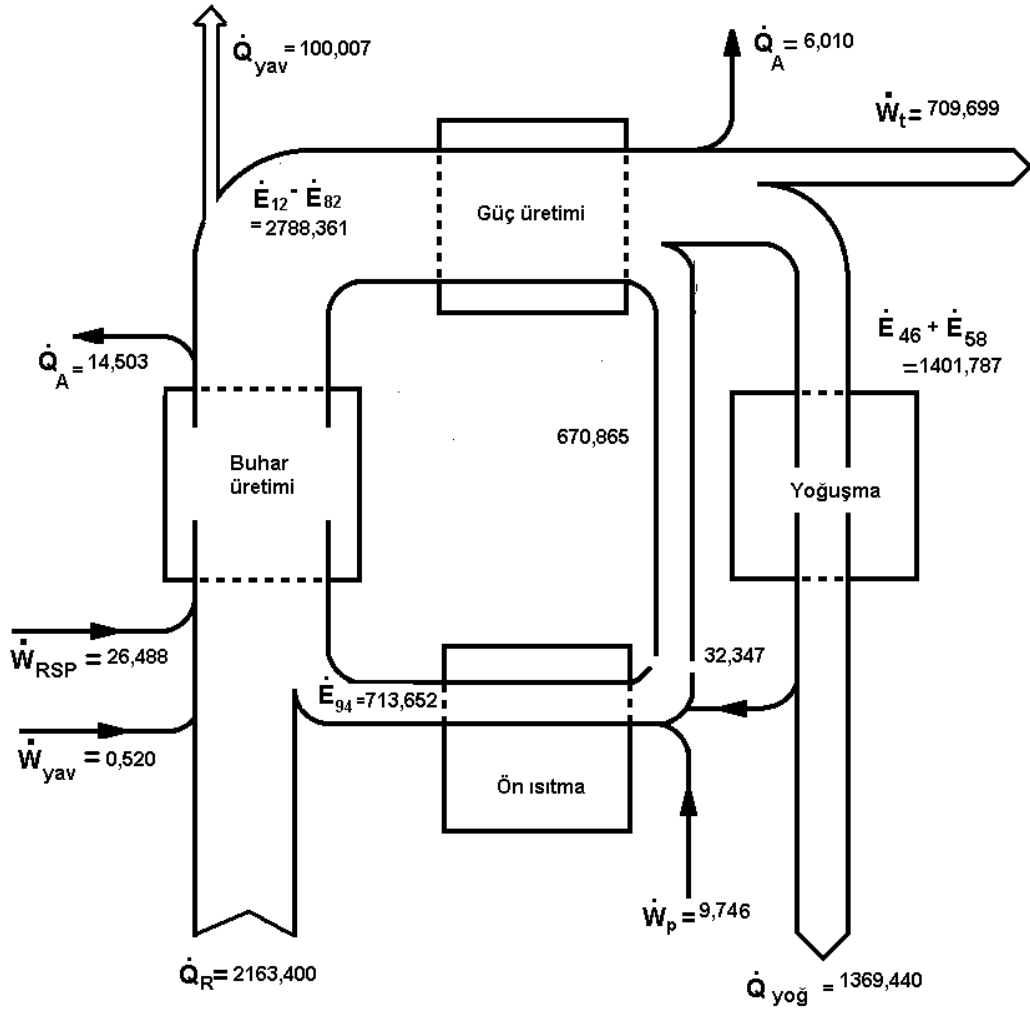 Q̇yav = 100,007
Q̇A = 6,010
Ẇt = 709,699
Ė12 - Ė82
= 2788,361
Güç üretimi
Q̇A = 14,503
Ė46 + Ė58
= 1401,787
670,865
Buhar
üretimi
Yoğuşma
ẆRSP = 26,488
32,347
Ė94 = 713,652
Ẇyav = 0,520
Ön ısıtma
Ẇp = 9,746
Q̇R = 2163,400
Q̇yoğ = 1369,440